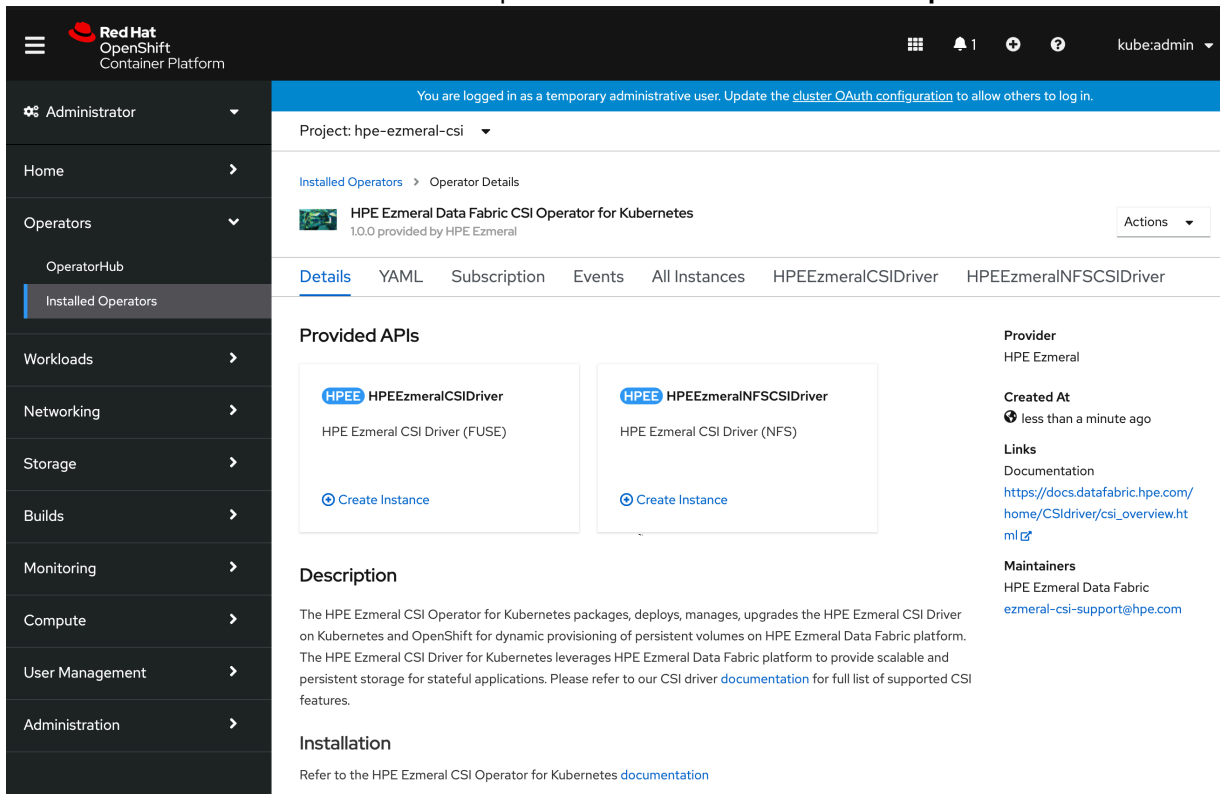 Red Hat
OpenShift
Container Platform
1
kube:admin
Administrator
You are logged in as a temporary administrative user. Update the cluster OAuth configuration to allow others to log in.
Project: hpe-ezmeral-csi
Home
Operators
OperatorHub
Installed Operators
Workloads
Networking
Storage
Builds
Monitoring
Compute
User Management
Administration
Installed Operators > Operator Details
HPE Ezmeral Data Fabric CSI Operator for Kubernetes
1.0.0 provided by HPE Ezmeral
Actions
Details YAML Subscription Events All Instances HPEEzmeralCSIDriver HPEEzmeralNFSCSIDriver
Provided APIs
HPEE HPEEzmeralCSIDriver
HPE Ezmeral CSI Driver (FUSE)
Create Instance
HPEE HPEEzmeralNFSCSIDriver
HPE Ezmeral CSI Driver (NFS)
Create Instance
Description
The HPE Ezmeral CSI Operator for Kubernetes packages, deploys, manages, upgrades the HPE Ezmeral CSI Driver
on Kubernetes and OpenShift for dynamic provisioning of persistent volumes on HPE Ezmeral Data Fabric platform.
The HPE Ezmeral CSI Driver for Kubernetes leverages HPE Ezmeral Data Fabric platform to provide scalable and
persistent storage for stateful applications. Please refer to our CSI driver documentation for full list of supported CSI
features.
Installation
Refer to the HPE Ezmeral CSI Operator for Kubernetes documentation
Provider
HPE Ezmeral
Created At
less than a minute ago
Links
Documentation
https://docs.datafabric.hpe.com/
home/CSIdriver/csi_overview.ht
ml
Maintainers
HPE Ezmeral Data Fabric
ezmeral-csi-support@hpe.com